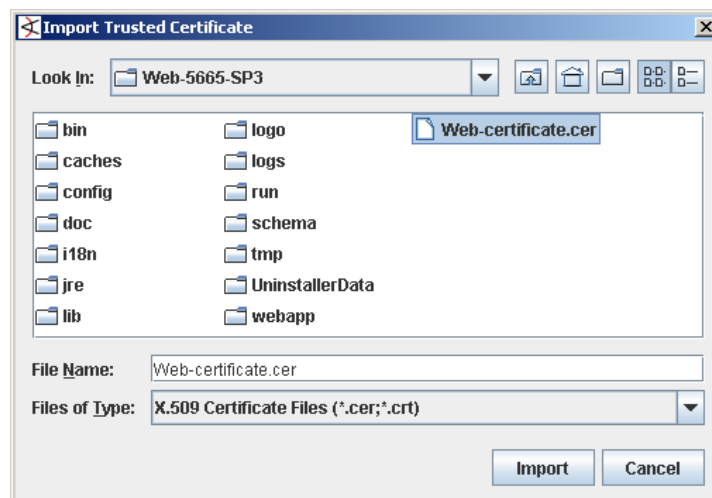 Import Trusted Certificate
Look In: Web-5665-SP3
bin logo Web-certificate.cer
caches logs
config run
doc schema
i18n tmp
jre UninstallerData
lib webapp
File Name: Web-certificate.cer
Files of Type: X.509 Certificate Files (*.cer;*.crt)
Import Cancel